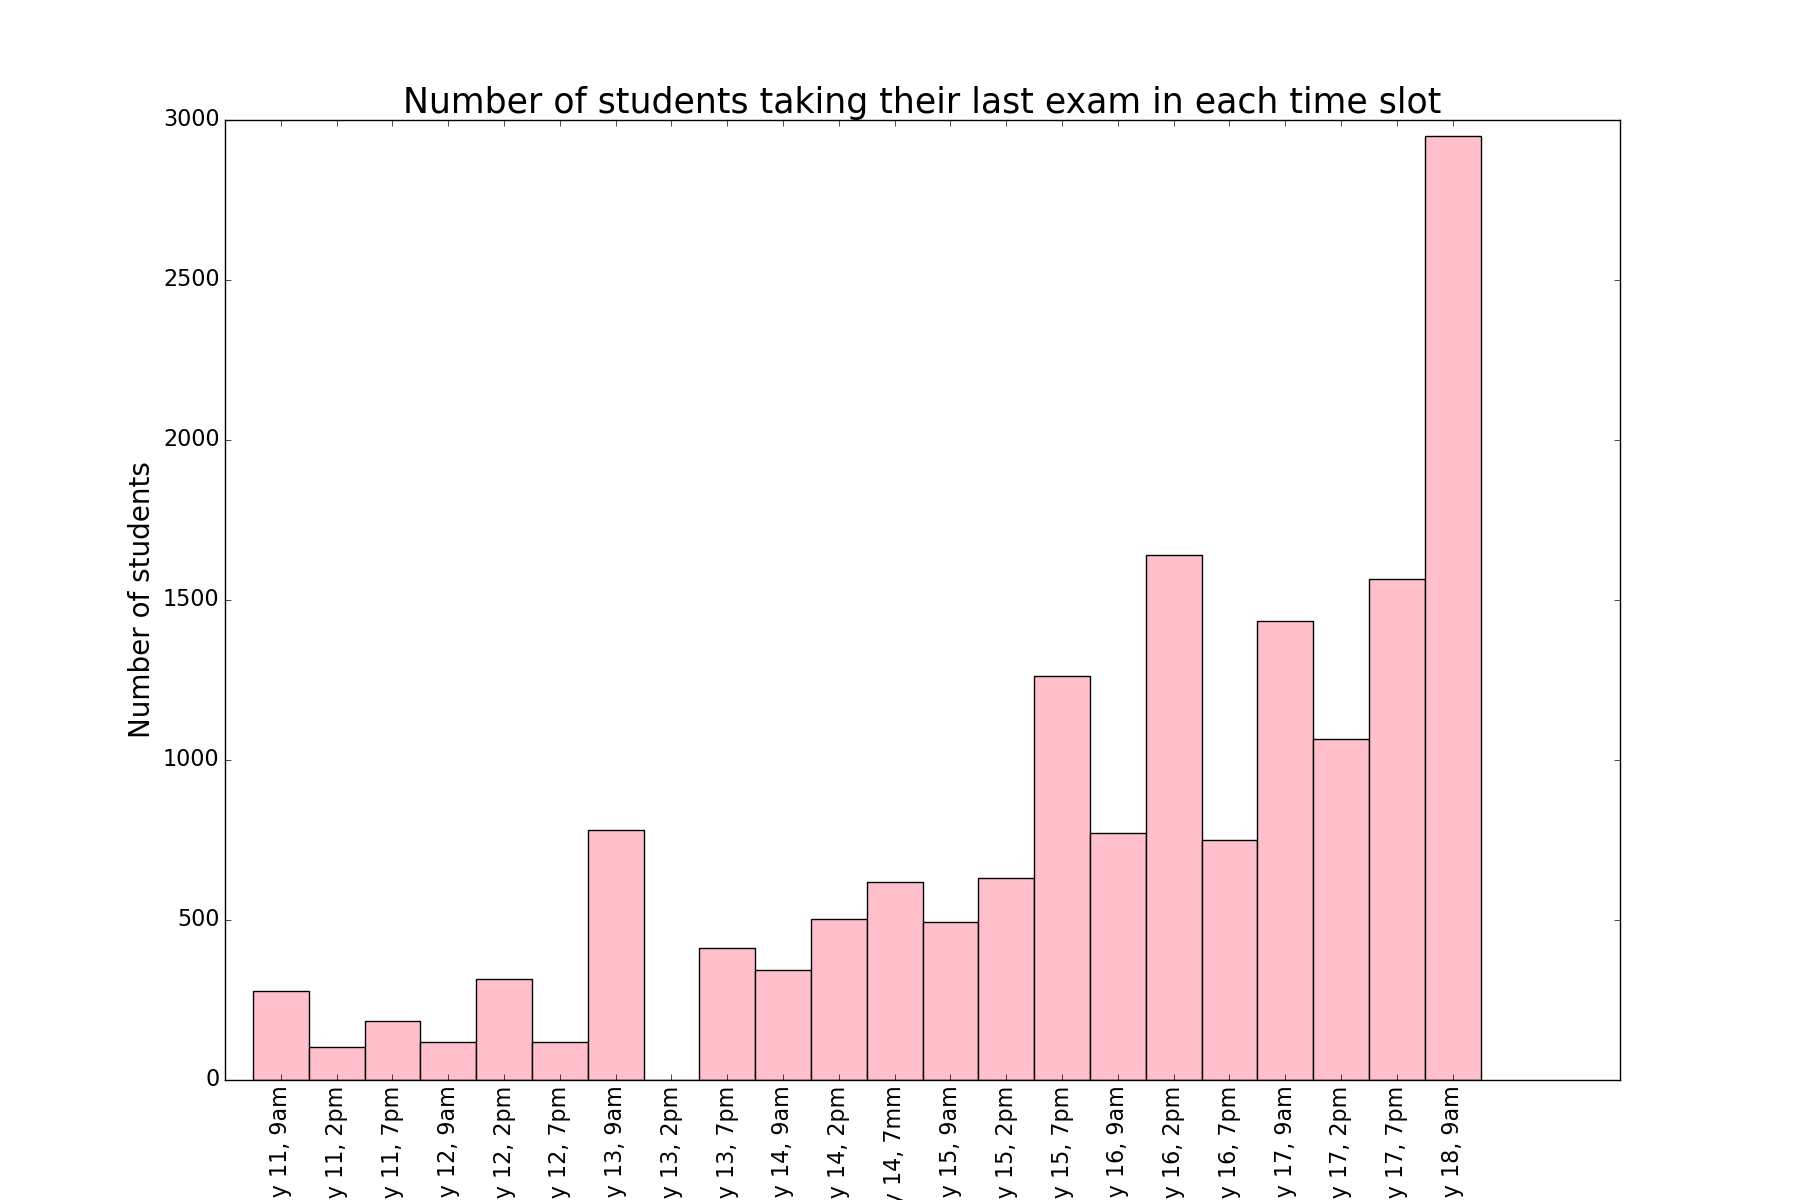 Number of students taking their last exam in each time slot
Number of students
3000
2500
2000
1500
1000
500
0
y 11, 9am
y 11, 2pm
y 11, 7pm
y 12, 9am
y 12, 2pm
y 12, 7pm
y 13, 9am
y 13, 2pm
y 13, 7pm
y 14, 9am
y 14, 2pm
y 14, 7mm
y 15, 9am
y 15, 2pm
y 15, 7pm
y 16, 9am
y 16, 2pm
y 16, 7pm
y 17, 9am
y 17, 2pm
y 17, 7pm
y 18, 9am